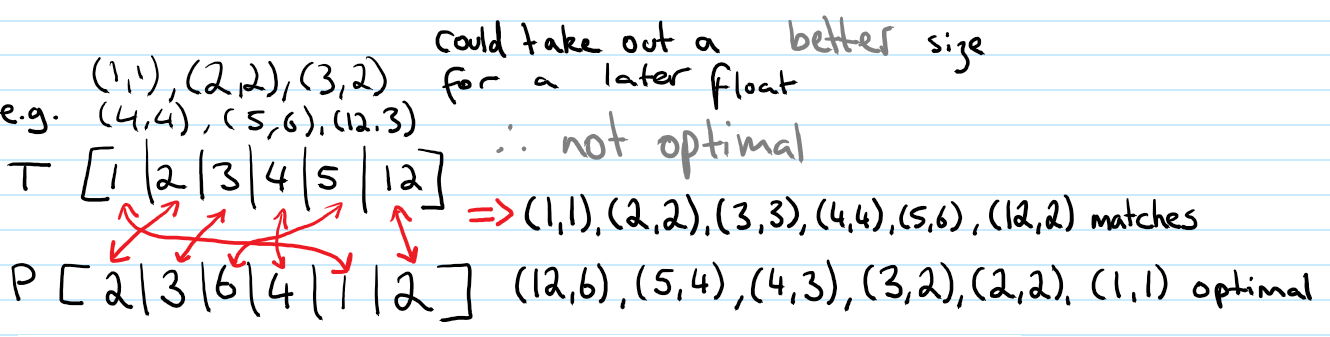 could take out a better size
(1,1), (2,2), (3,2) for a later float
e.g. (4,4), (5,6), (12.3)
∴ not optimal
T [1|2|3|4|5|12]
=> (1,1), (2,2), (3,3), (4,4), (5,6), (12,2) matches
P [2|3|6|4|1|2] (12,6), (5,4), (4,3), (3,2), (2,2), (1,1) optimal